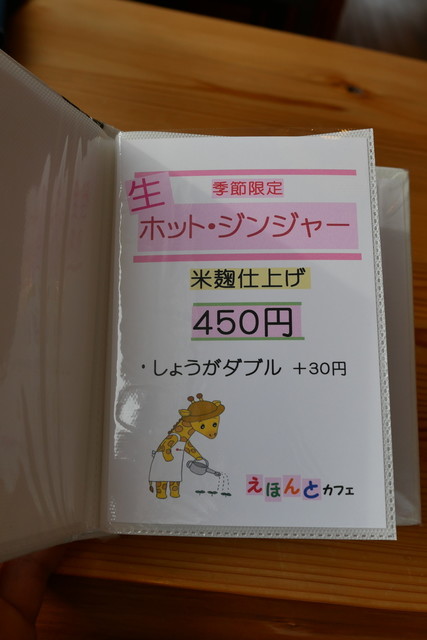 季節限定
生
ホット・ジンジャー
米麹仕上げ
450円
・しょうがダブル +30円
えほんとカフェ